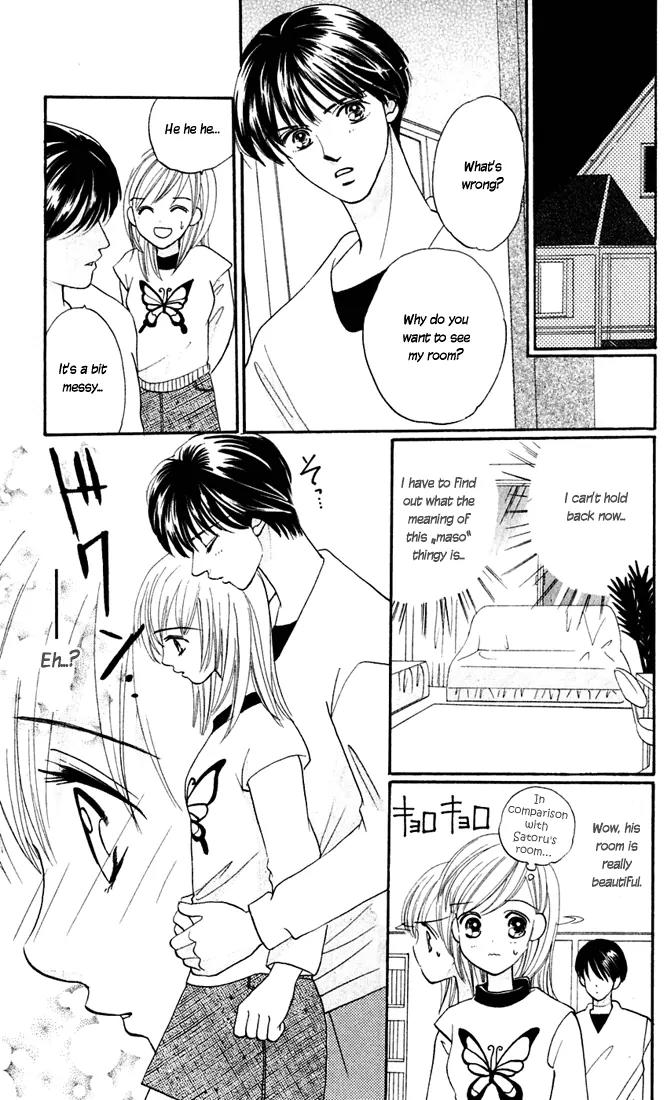 What's
wrong?
Why do you
want to see
my room?
He he he...
It's a bit
messy...
I can't hold
back now...
I have to find
out what the
meaning of
this „maso"
thingy is...
Wow, his
room is
really
beautiful.
In
comparison
with
Satoru's
room...
キョロキョロ
そっ…
ドクン
Eh...?